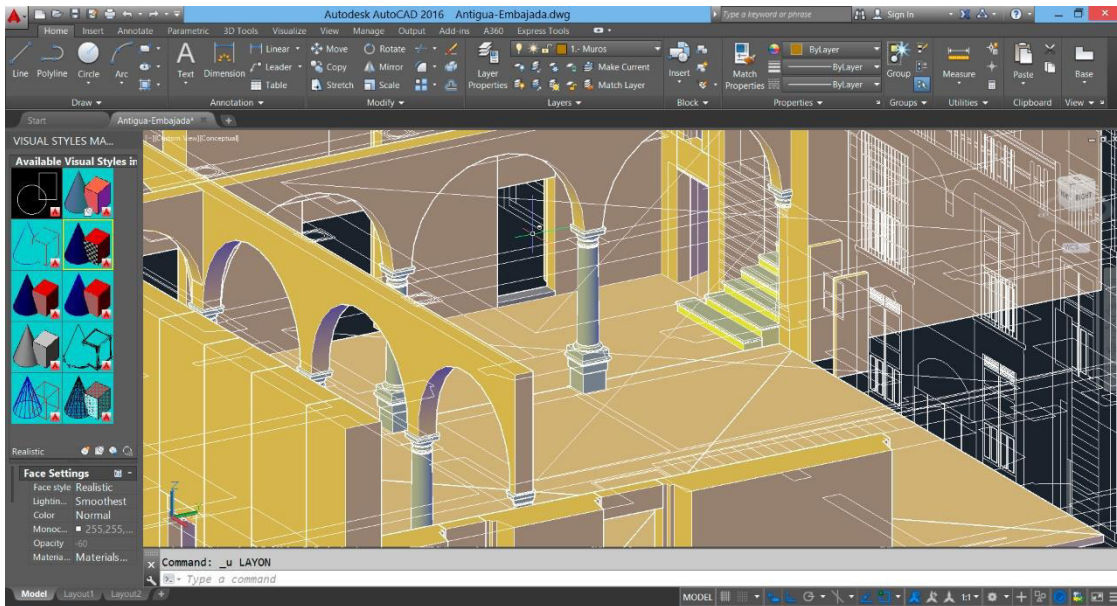 Autodesk AutoCAD 2016 Antigua-Embajada.dwg
Type a keyword or phrase
Sign In
Home Insert Annotate Parametric 3D Tools Visualize View Manage Output Add-ins A360 Express Tools
Line Polyline Circle Arc
Text Dimension
Linear
Leader
Table
Move Rotate
Copy Mirror
Stretch Scale
Layer
Properties
1.- Muros
Make Current
Match Layer
Insert
Match
Properties
ByLayer
ByLayer
ByLayer
Group
Measure
Paste
Base
Draw Annotation Modify Layers Block Properties Groups Utilities Clipboard View
Start Antigua-Embajada*
VISUAL STYLES MA...
[-][Custom View][Conceptual]
Available Visual Styles in
RIGHT
WCS
Realistic
Face Settings
Face style Realistic
Lightin... Smoothest
Color Normal
Monoc... 255,255,...
Opacity -60
Materia... Materials...
Z
Command: _u LAYON
Type a command
Model Layout1 Layout2 +
MODEL
1:1